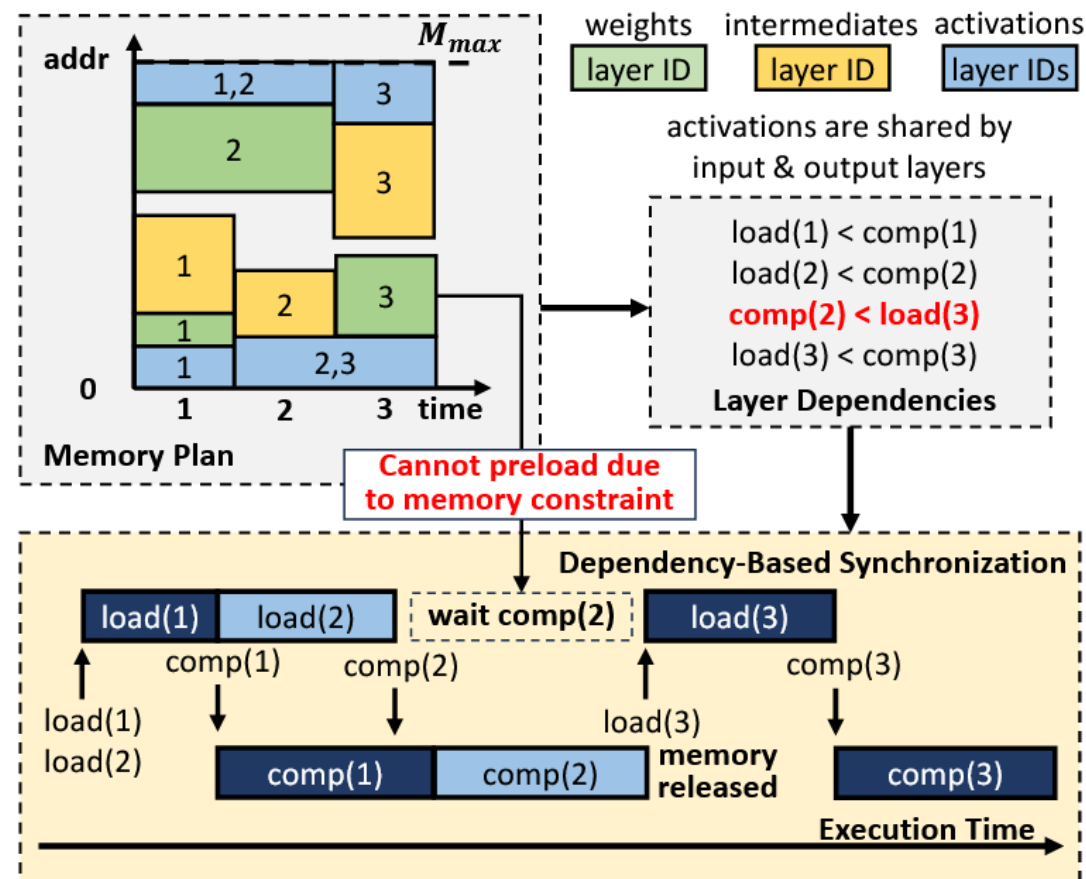 addr
M_max
1,2
3
2
3
1
2
3
1
1
2,3
0
1
2
3
time
Memory Plan
weights
intermediates
activations
layer ID
layer ID
layer IDs
activations are shared by
input & output layers
load(1) < comp(1)
load(2) < comp(2)
comp(2) < load(3)
load(3) < comp(3)
Layer Dependencies
Cannot preload due
to memory constraint
Dependency-Based Synchronization
load(1)
load(2)
wait comp(2)
load(3)
comp(1)
comp(2)
comp(3)
load(1)
load(2)
load(3)
comp(1)
comp(2)
memory
released
comp(3)
Execution Time